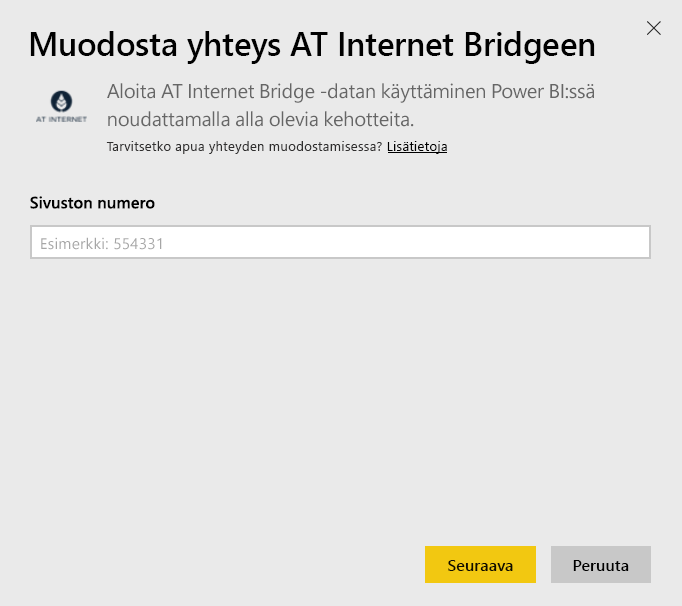 Muodosta yhteys AT Internet Bridgeen
AT INTERNET
Aloita AT Internet Bridge -datan käyttäminen Power BI:ssä
noudattamalla alla olevia kehotteita.
Tarvitsetko apua yhteyden muodostamisessa? Lisätietoja
Sivuston numero
Esimerkki: 554331
Seuraava
Peruuta